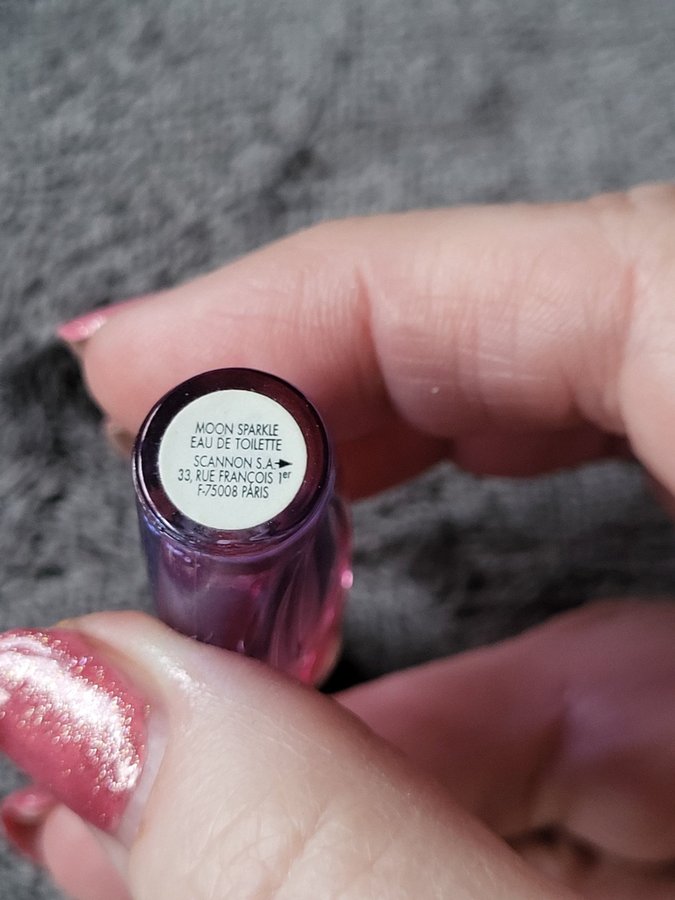 MOON SPARKLE
EAU DE TOILETTE
SCANNON S.A.
33, RUE FRANCOIS 1er
F-75008 PARIS